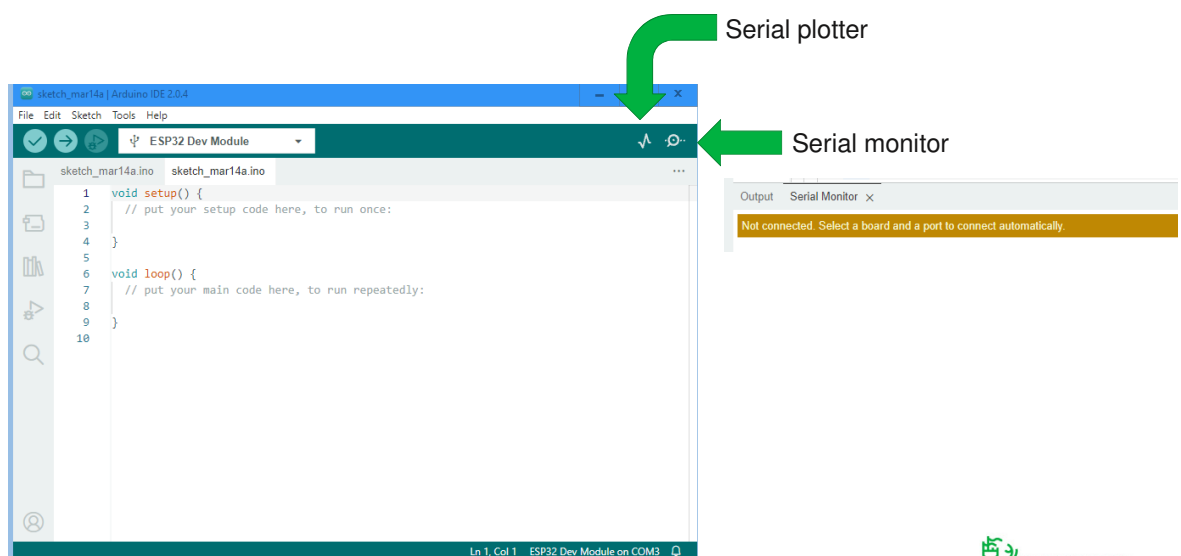 Serial plotter
sketch_mar14a | Arduino IDE 2.0.4
File Edit Sketch Tools Help
ESP32 Dev Module
Serial monitor
sketch_mar14a.ino sketch_mar14a.ino
1 void setup() {
2 // put your setup code here, to run once:
3
4 }
5
6 void loop() {
7 // put your main code here, to run repeatedly:
8
9 }
10
Ln 1, Col 1 ESP32 Dev Module on COM3
Output Serial Monitor
Not connected. Select a board and a port to connect automatically.